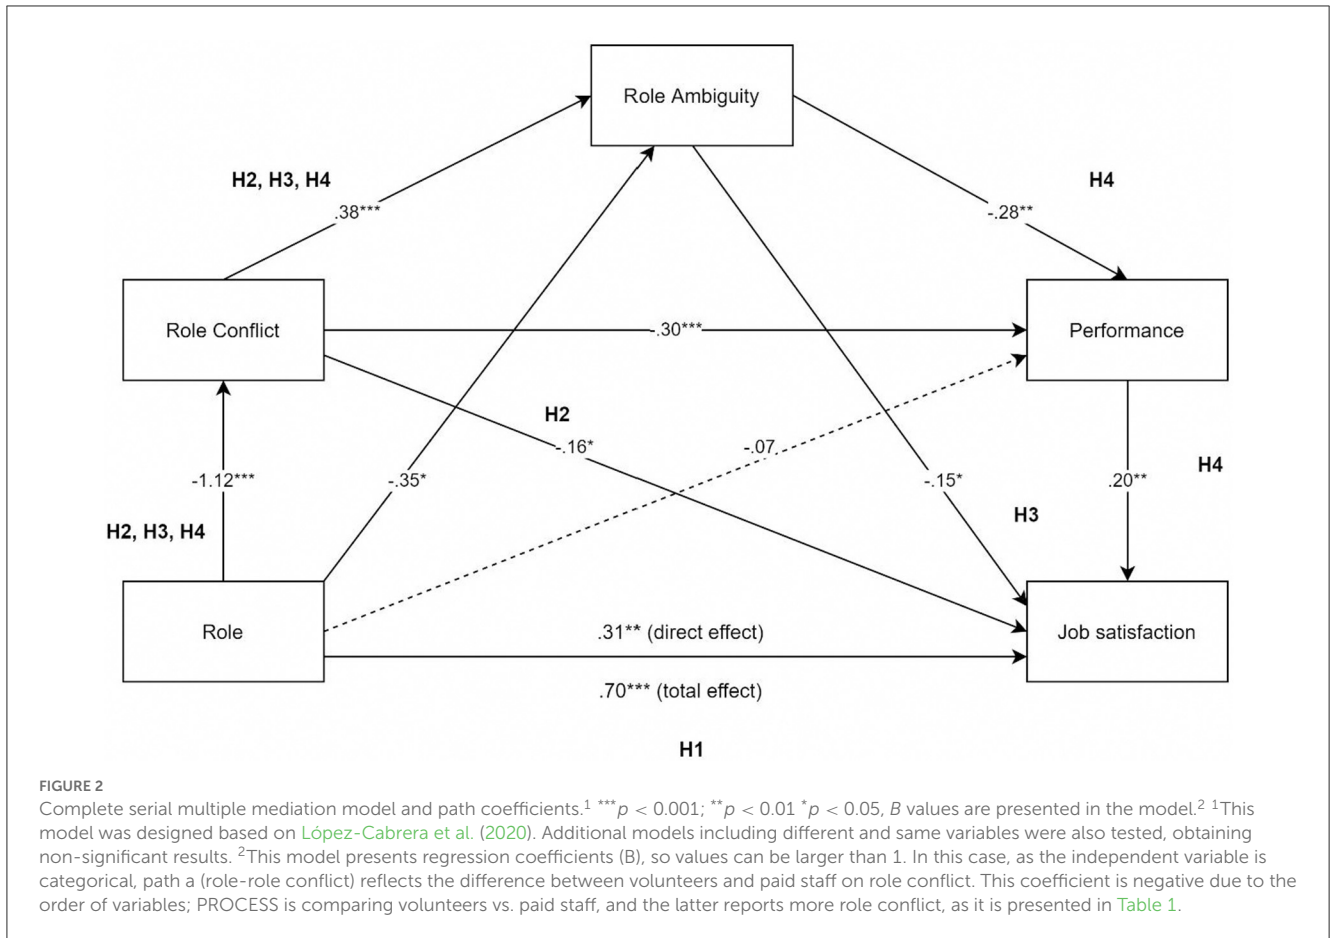 Role Ambiguity
H2, H3, H4
H4
.38***
-.28**
Role Conflict
-.30***
Performance
H2
-.16*
-.07
H4
-1.12***
-.35*
-.15*
.20**
H3
H2, H3, H4
Role
.31** (direct effect)
Job satisfaction
.70*** (total effect)
H1
FIGURE 2
Complete serial multiple mediation model and path coefficients.¹ ***p < 0.001; **p < 0.01 *p < 0.05, B values are presented in the model.² ¹This
model was designed based on López-Cabrera et al. (2020). Additional models including different and same variables were also tested, obtaining
non-significant results. ²This model presents regression coefficients (B), so values can be larger than 1. In this case, as the independent variable is
categorical, path a (role-role conflict) reflects the difference between volunteers and paid staff on role conflict. This coefficient is negative due to the
order of variables; PROCESS is comparing volunteers vs. paid staff, and the latter reports more role conflict, as it is presented in Table 1.